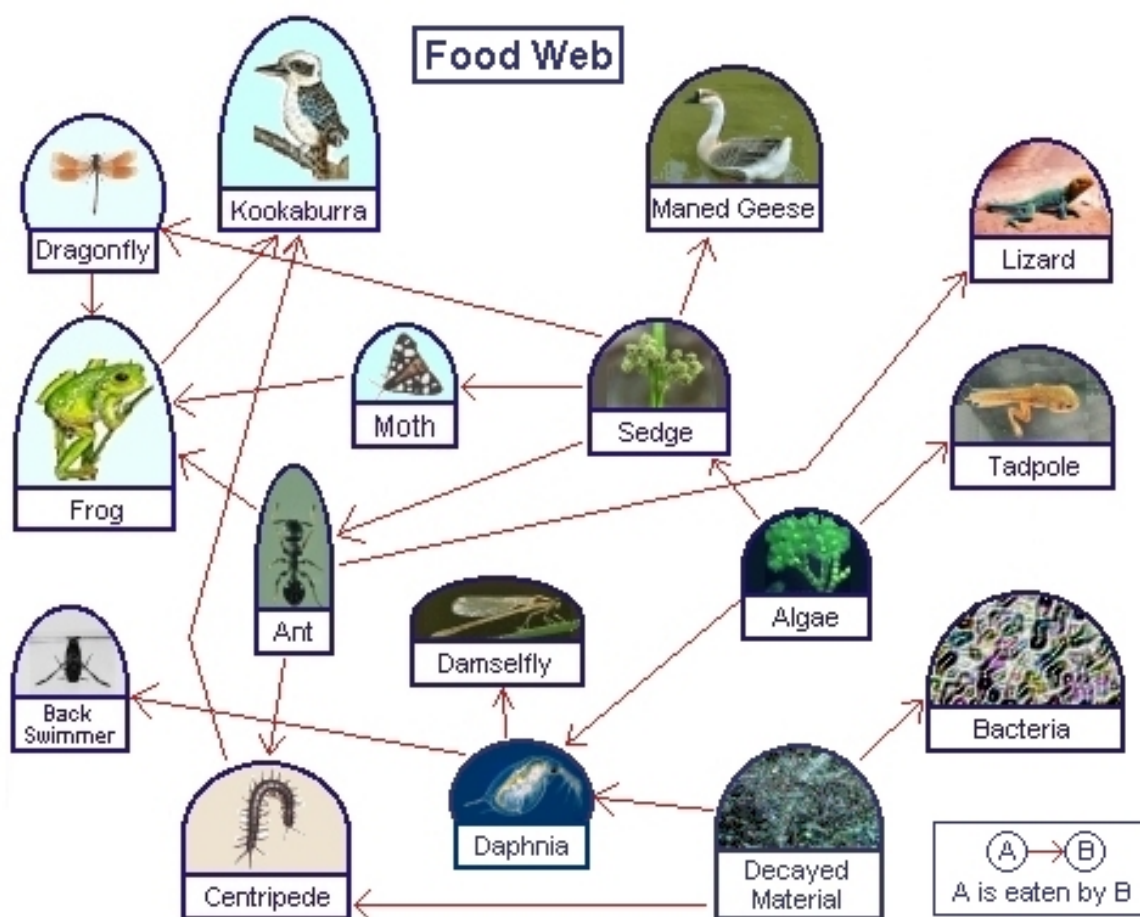 Food Web
Kookaburra
Maned Geese
Dragonfly
Lizard
Moth
Sedge
Tadpole
Frog
Ant
Algae
Damselfly
Back
Swimmer
Bacteria
Daphnia
Decayed
Material
Centripede
A
B
A is eaten by B